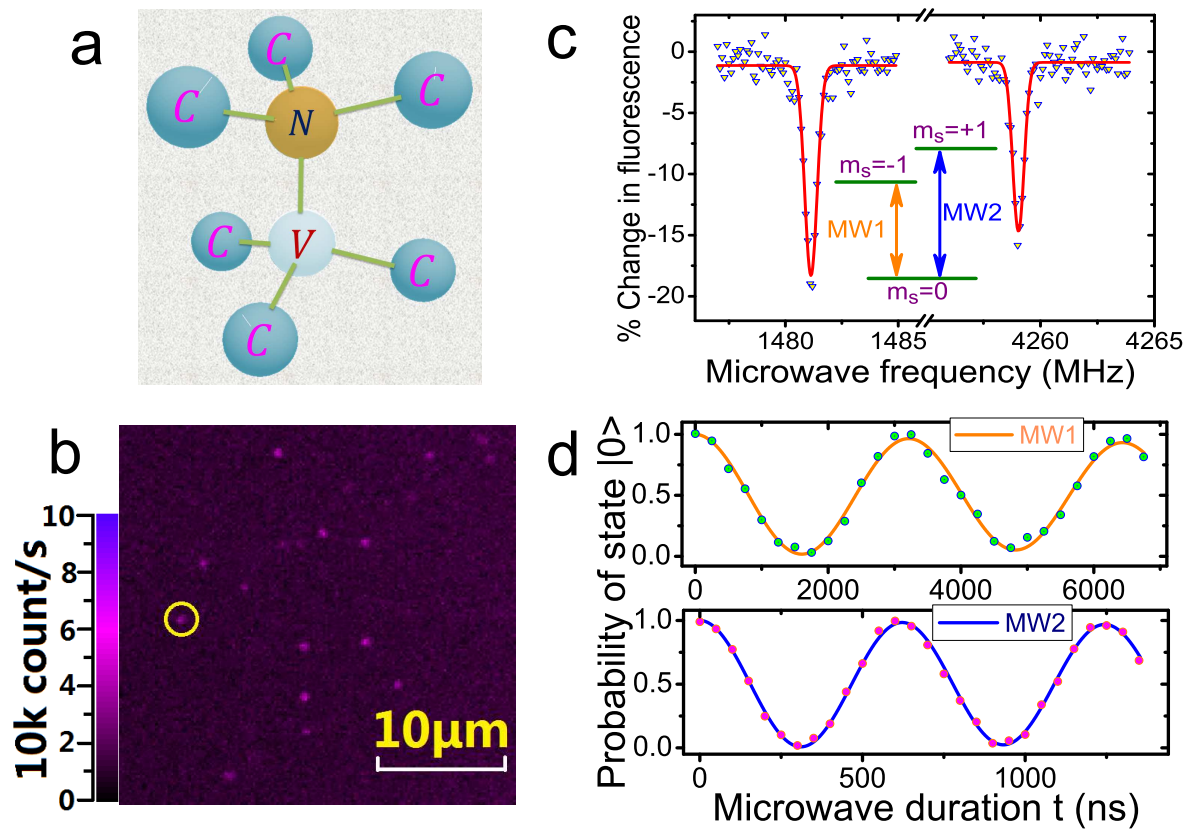 a
C
C
C
N
C
V
C
C
b
10k count/s
10
8
6
4
2
0
10μm
c
% Change in fluorescence
0
-5
-10
-15
-20
m_s=+1
m_s=-1
MW1
MW2
m_s=0
1480
1485
4260
4265
Microwave frequency (MHz)
d
Probability of state |0>
MW1
1.0
0.5
0.0
0
2000
4000
6000
MW2
1.0
0.5
0.0
0
500
1000
Microwave duration t (ns)